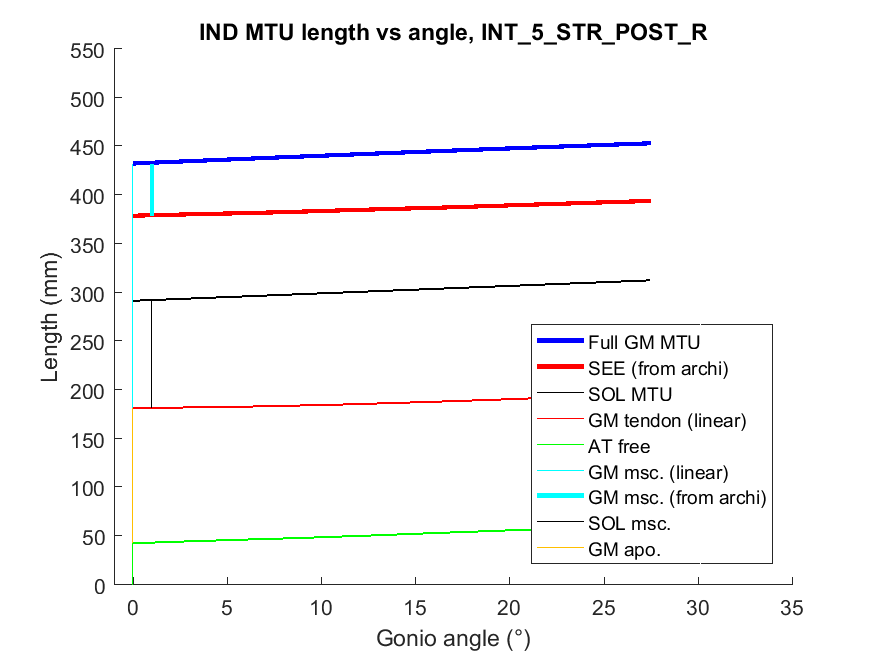 IND MTU length vs angle, INT_5_STR_POST_R
550
500
450
400
350
300
250
200
150
100
50
0
Length (mm)
Full GM MTU
SEE (from archi)
SOL MTU
GM tendon (linear)
AT free
GM msc. (linear)
GM msc. (from archi)
SOL msc.
GM apo.
0 5 10 15 20 25 30 35
Gonio angle (°)